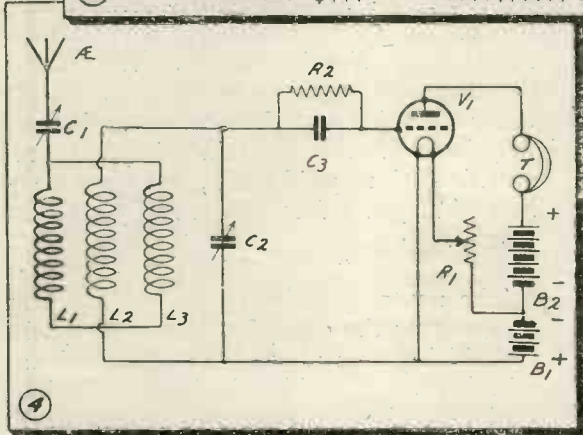 Æ
C1
R2
C3
V1
T
+
C2
R1
-
B2
-
B1
+
L1
L2
L3
4